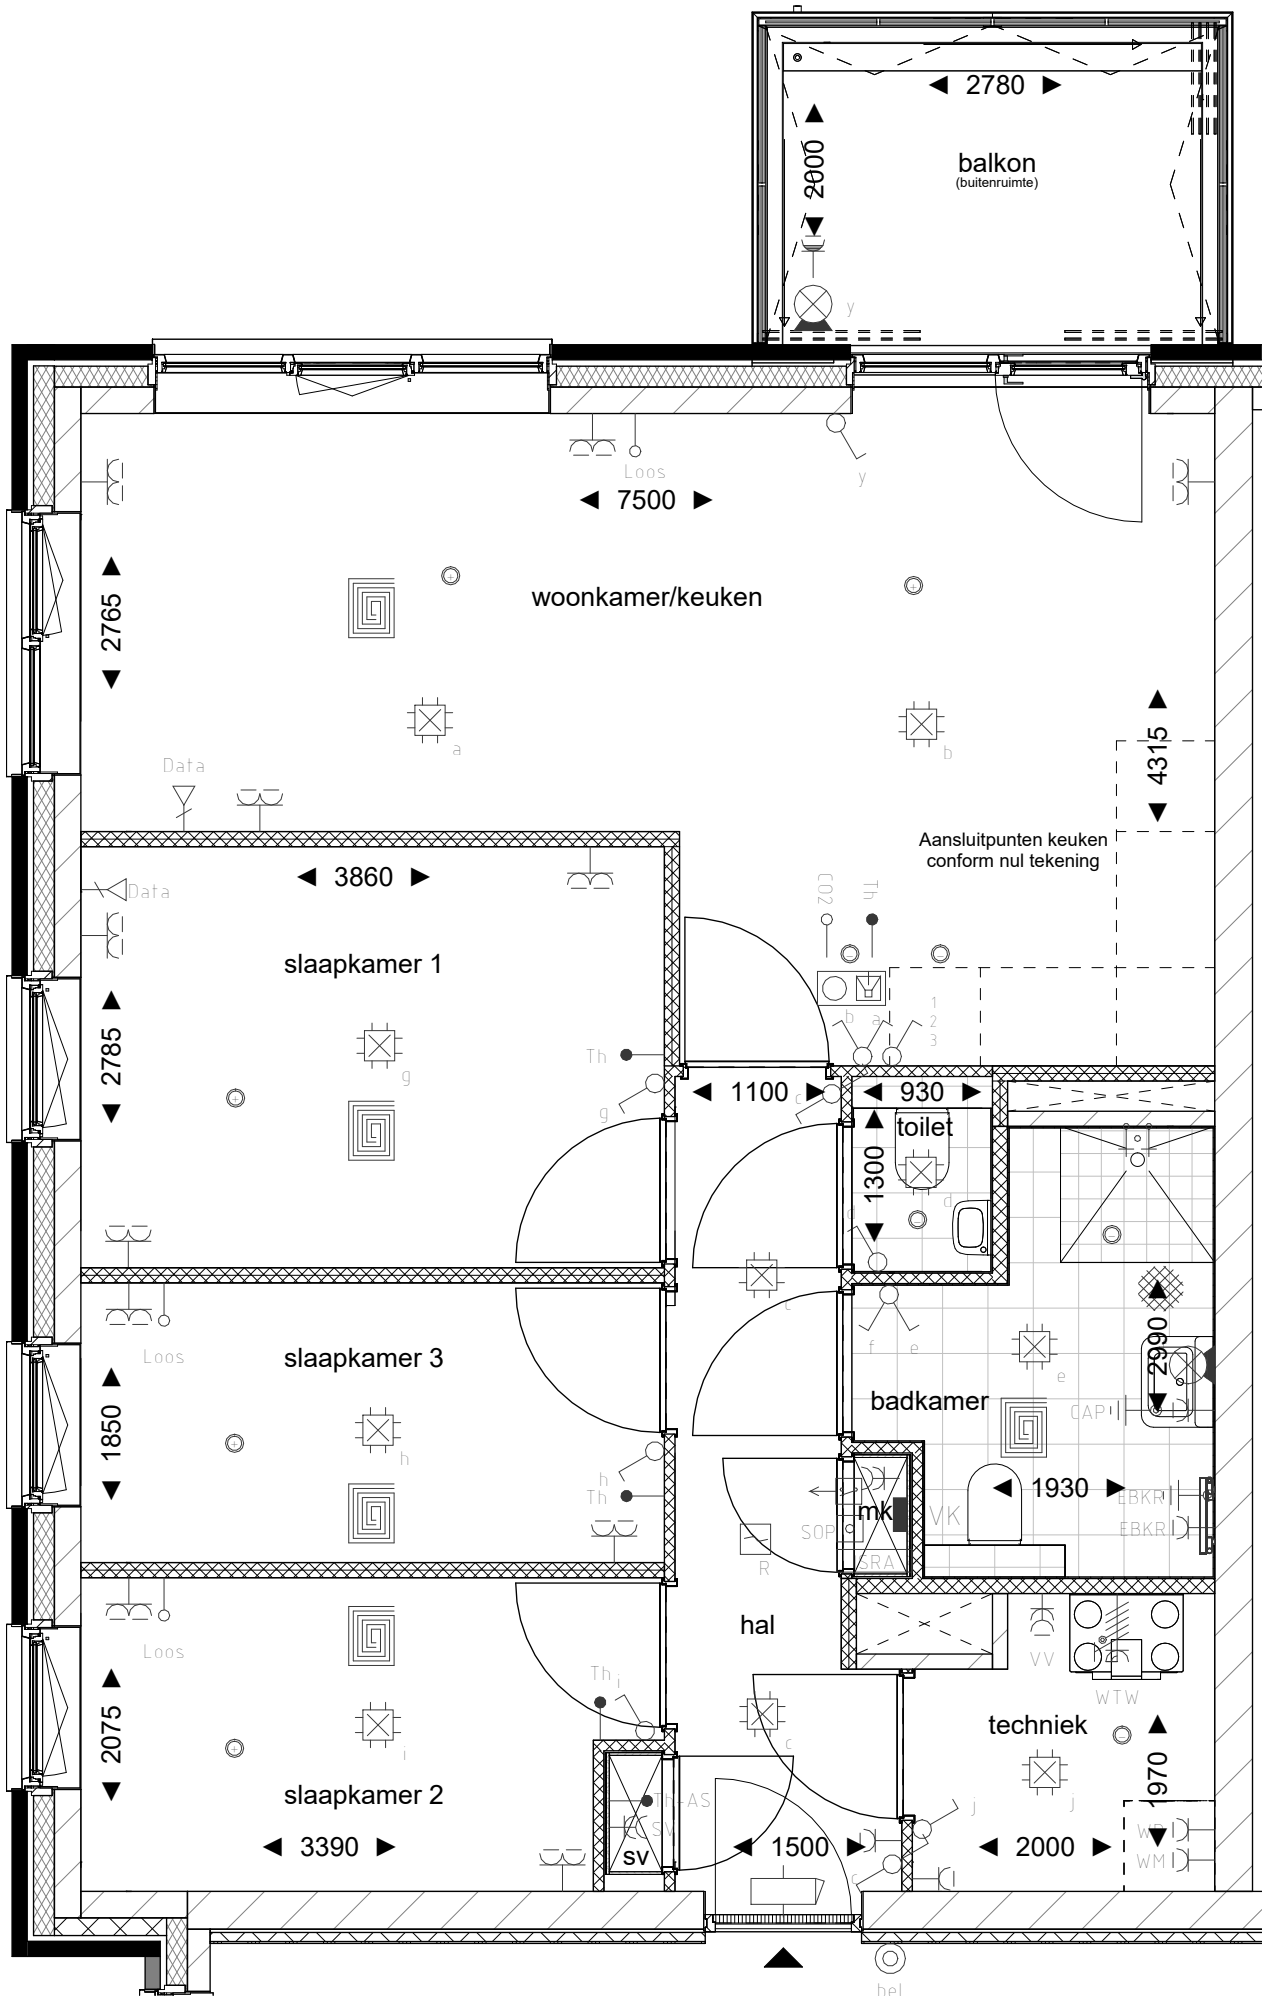 2780
2000
balkon
(buitenruimte)
y
Loos
y
7500
2765
woonkamer/keuken
a
b
4315
Data
Aansluitpunten keuken
conform nul tekening
3860
Data
CO2
Th
slaapkamer 1
2785
b
a
1
2
3
Th
g
g
1100
c
930
toilet
1300
d
d
c
Loos
slaapkamer 3
f
e
e
2990
1850
badkamer
CAP
h
h
Th
1930
EBKR
EBKR
mk
VK
SOP
SRA
R
Loos
hal
VV
WTW
Th
i
2075
i
c
techniek
1970
j
j
slaapkamer 2
Th-AS
SV
sv
3390
1500
2000
WD
WM
c
bel